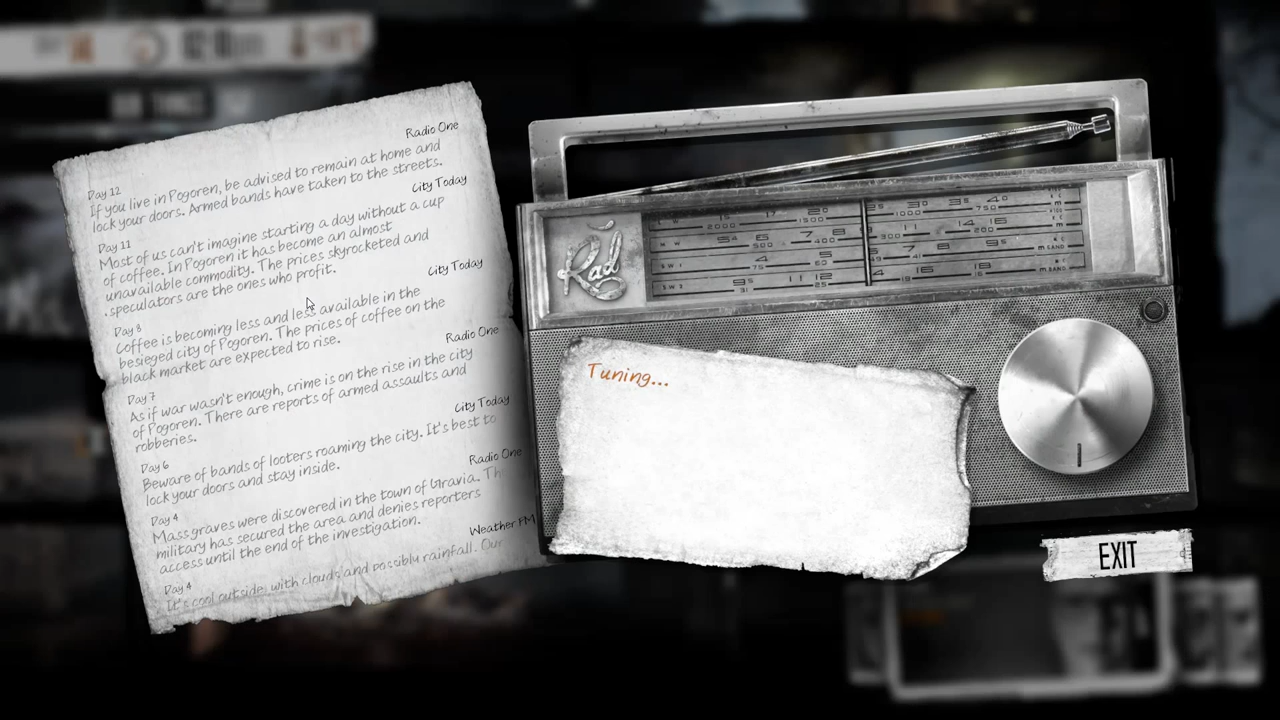 Radio One
Day 12
If you live in Pogoren, be advised to remain at home and
lock your doors. Armed bands have taken to the streets.
City Today
Day 11
Most of us can't imagine starting a day without a cup
of coffee. In Pogoren it has become an almost
unavailable commodity. The prices skyrocketed and
speculators are the ones who profit.
City Today
Day 8
Coffee is becoming less and less available in the
besieged city of Pogoren. The prices of coffee on the
black market are expected to rise.
Radio One
Day 7
As if war wasn't enough, crime is on the rise in the city
of Pogoren. There are reports of armed assaults and
robberies.
City Today
Day 6
Beware of bands of looters roaming the city. It's best to
lock your doors and stay inside.
Radio One
Day 4
Mass graves were discovered in the town of Gravia. Th
military has secured the area and denies reporters
access until the end of the investigation.
Weather FM
Day 4
It's cool outside, with clouds and possibly rainfall. Our
Rad
Tuning...
EXIT